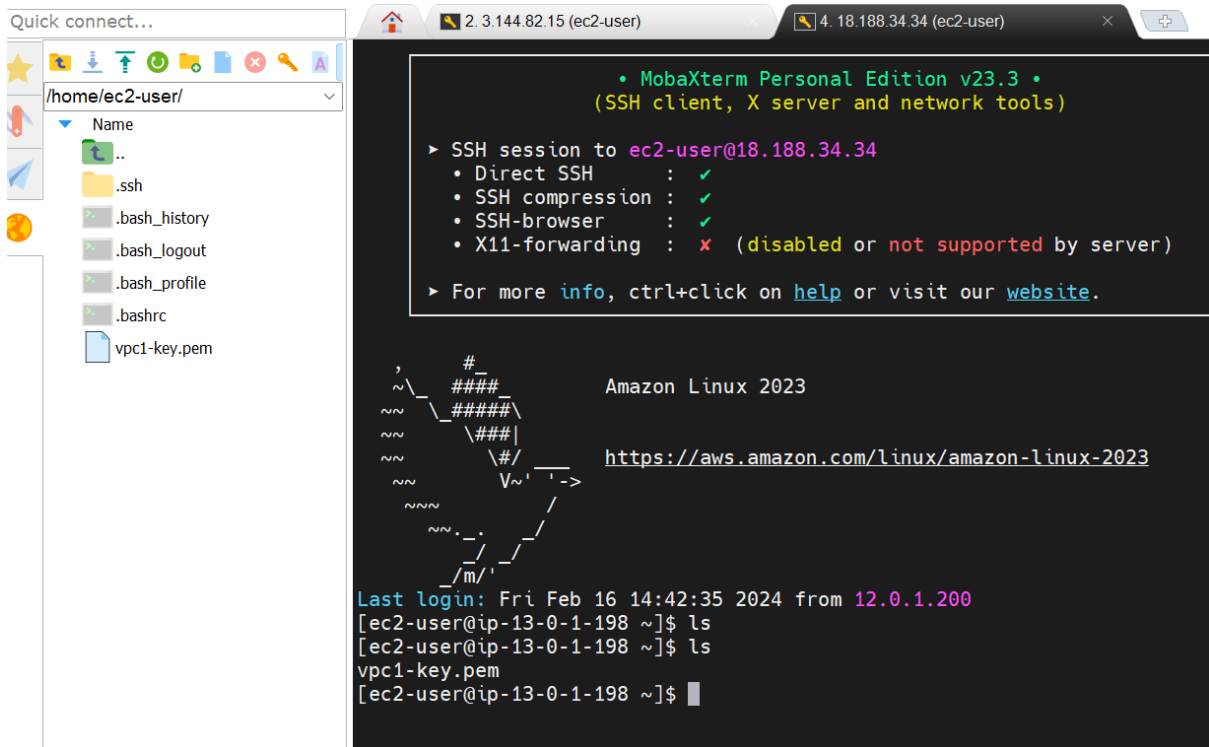 Quick connect...
2. 3.144.82.15 (ec2-user)
4. 18.188.34.34 (ec2-user)
/home/ec2-user/
Name
..
.ssh
.bash_history
.bash_logout
.bash_profile
.bashrc
vpc1-key.pem
• MobaXterm Personal Edition v23.3 •
(SSH client, X server and network tools)
➤ SSH session to ec2-user@18.188.34.34
• Direct SSH : ✔
• SSH compression : ✔
• SSH-browser : ✔
• X11-forwarding : ✘ (disabled or not supported by server)
➤ For more info, ctrl+click on help or visit our website.
   ,     #_
   ~\_  ####_        Amazon Linux 2023
  ~~  \_#####\
  ~~     \###|
  ~~       \#/ ___   https://aws.amazon.com/linux/amazon-linux-2023
   ~~       V~' '->
    ~~~         /
      ~~._.   _/
         _/ _/
       _/m/'
Last login: Fri Feb 16 14:42:35 2024 from 12.0.1.200
[ec2-user@ip-13-0-1-198 ~]$ ls
[ec2-user@ip-13-0-1-198 ~]$ ls
vpc1-key.pem
[ec2-user@ip-13-0-1-198 ~]$